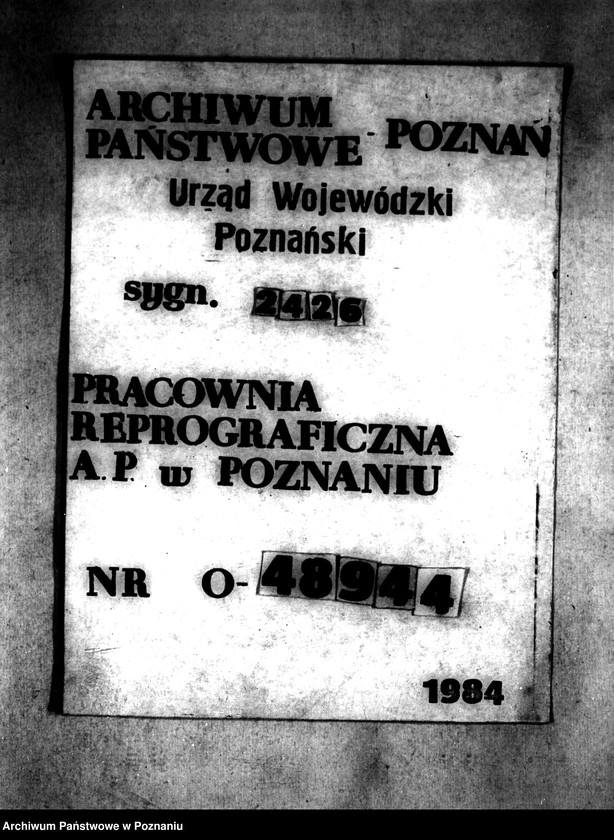 ARCHIWUM
PAŃSTWOWE - POZNAŃ
Urząd Wojewódzki
Poznański
sygn. 2426
PRACOWNIA
REPROGRAFICZNA
A.P. w POZNANIU
NR O-48944
1984
Archiwum Państwowe w Poznaniu